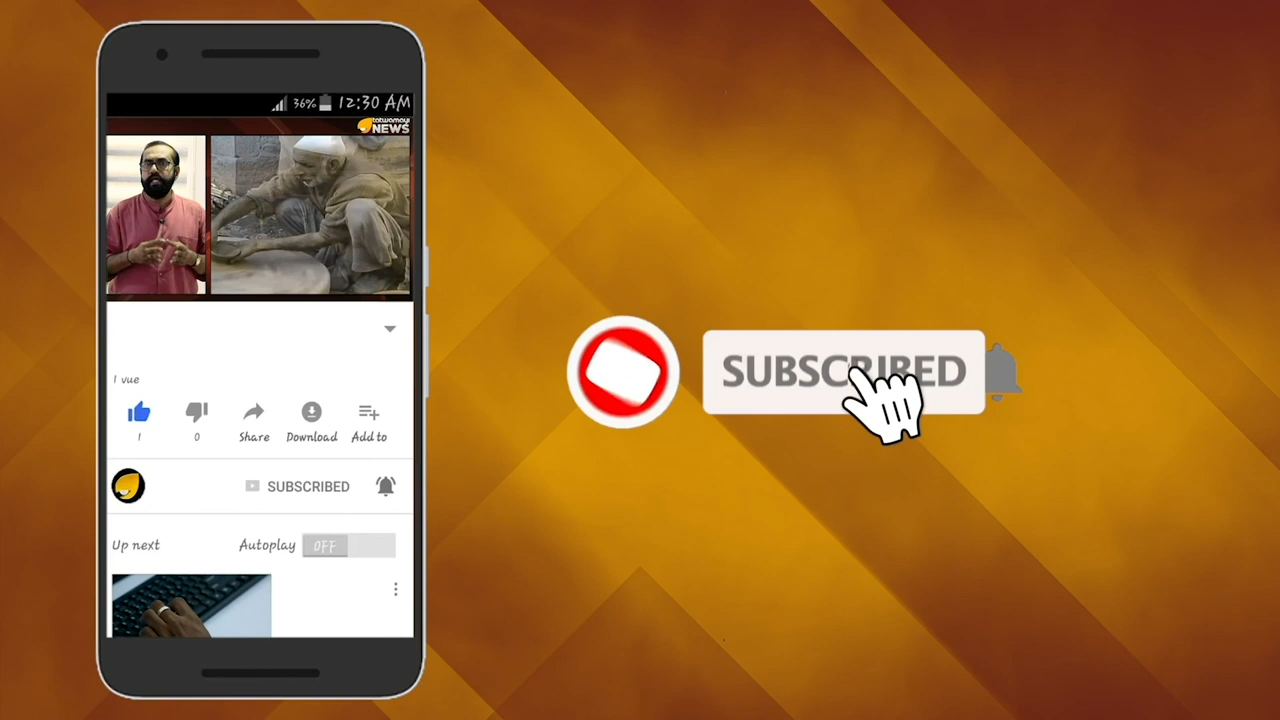 36% 12:30 AM
tatwamayi
NEWS
1 vue
1
0
Share
Download
Add to
SUBSCRIBED
Up next
Autoplay
OFF
SUBSCRIBED